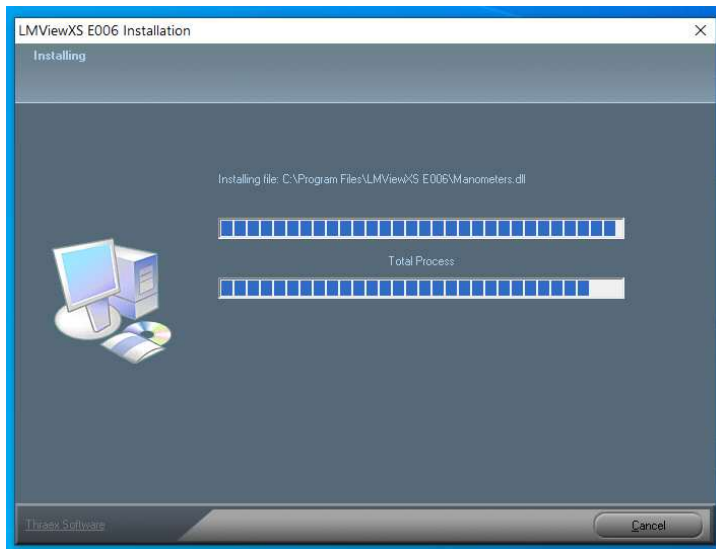 LMViewXS E006 Installation
Installing
Installing file: C:\Program Files\LMViewXS E006\Manometers.dll
Total Process
Thraex Software
Cancel